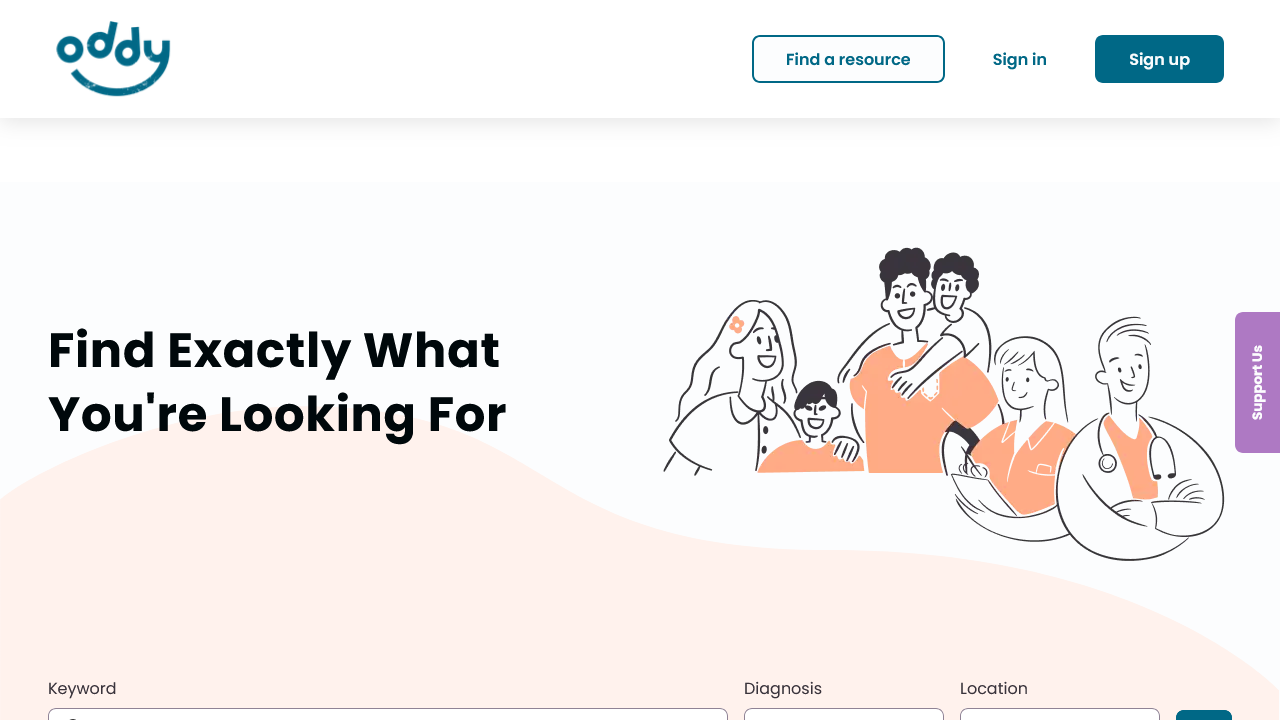 oddy
Find a resource
Sign in
Sign up
Find Exactly What
You're Looking For
Support Us
Keyword
Diagnosis
Location